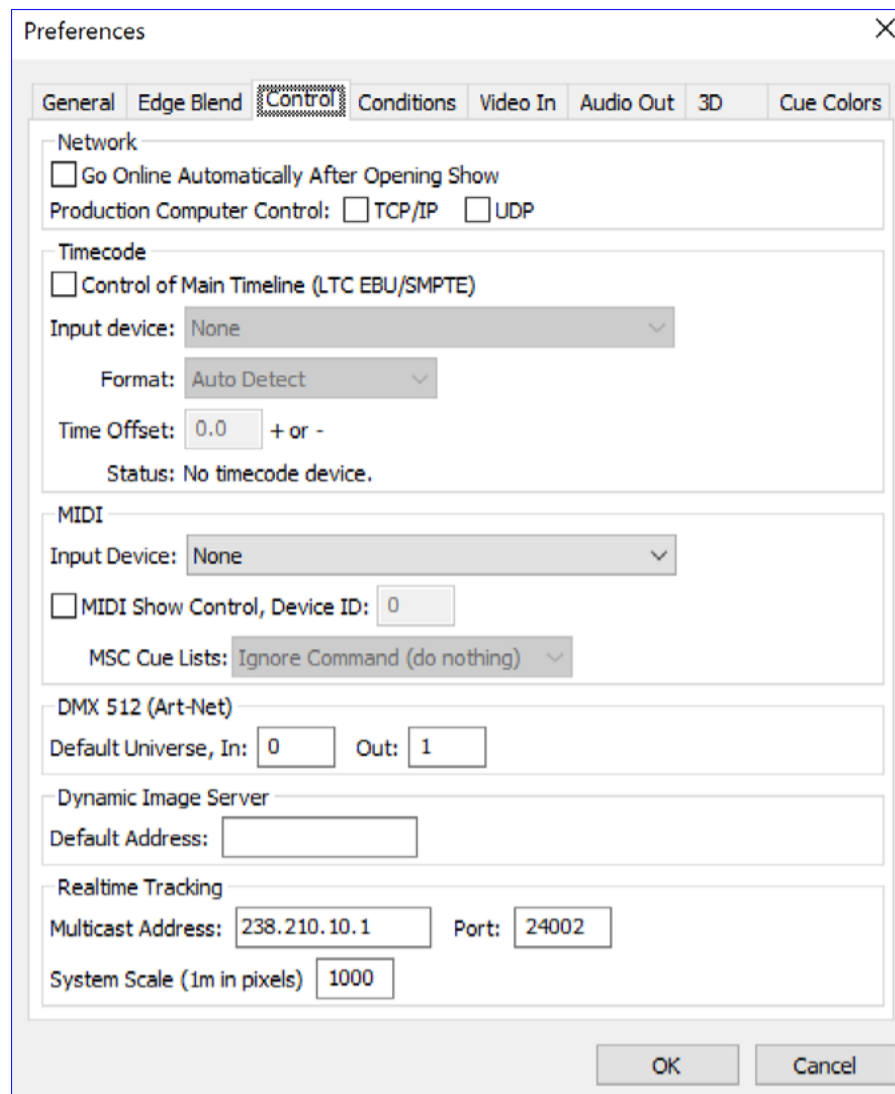 Preferences
General Edge Blend Control Conditions Video In Audio Out 3D Cue Colors
Network
Go Online Automatically After Opening Show
Production Computer Control: TCP/IP UDP
Timecode
Control of Main Timeline (LTC EBU/SMPTE)
Input device: None
Format: Auto Detect
Time Offset: 0.0 + or -
Status: No timecode device.
MIDI
Input Device: None
MIDI Show Control, Device ID: 0
MSC Cue Lists: Ignore Command (do nothing)
DMX 512 (Art-Net)
Default Universe, In: 0 Out: 1
Dynamic Image Server
Default Address:
Realtime Tracking
Multicast Address: 238.210.10.1 Port: 24002
System Scale (1m in pixels) 1000
OK Cancel